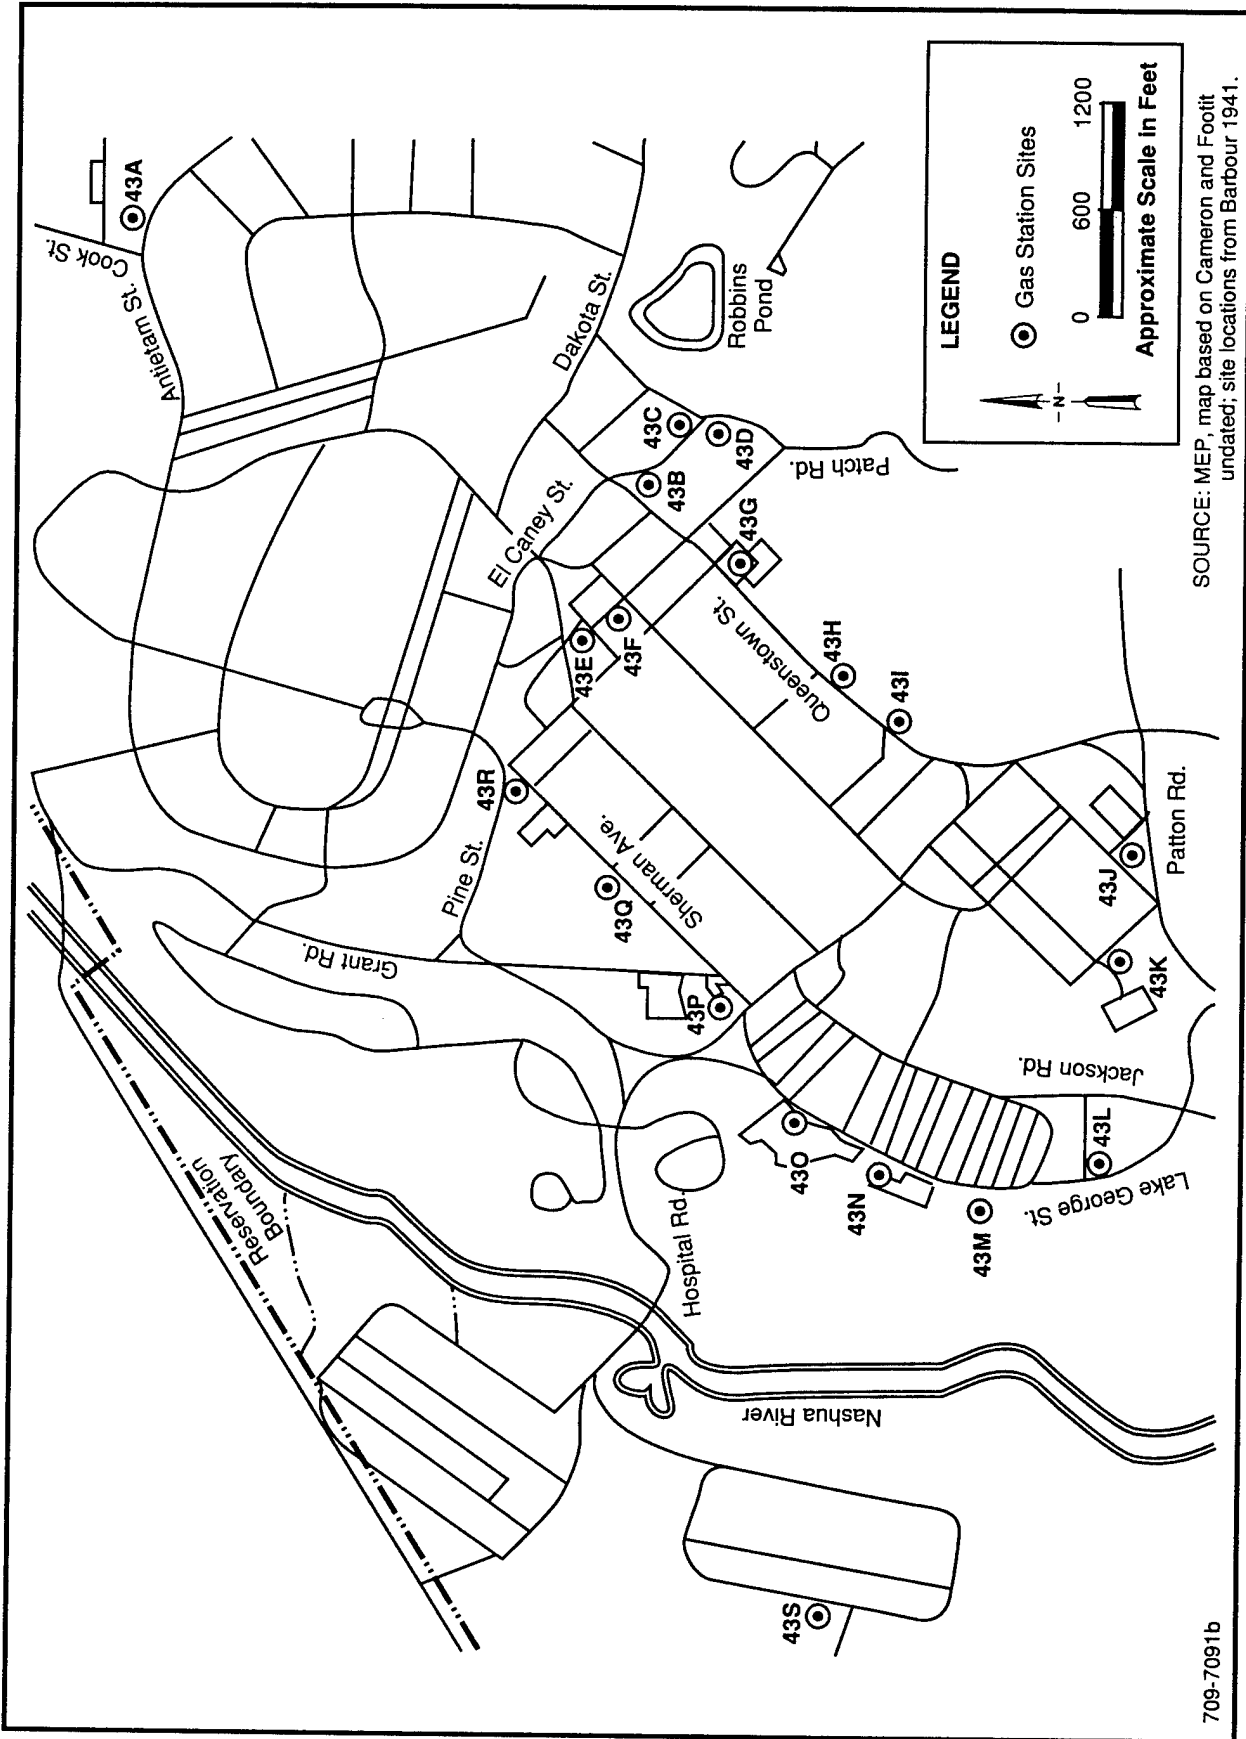 43A
Cook St.
Antietam St.
Dakota St.
Robbins
Pond
43C
43D
43B
El Caney St.
Patch Rd.
43G
43E
43F
Queenstown St.
43H
43I
43R
Pine St.
Sherman Ave.
43Q
Grant Rd.
43P
43J
Patton Rd.
43K
Jackson Rd.
43L
Lake George St.
43O
43N
43M
Hospital Rd.
Reservation
Boundary
Nashua River
43S
LEGEND
Gas Station Sites
-N-
0 600 1200
Approximate Scale in Feet
SOURCE: MEP, map based on Cameron and Footit
undated; site locations from Barbour 1941.
709-7091b